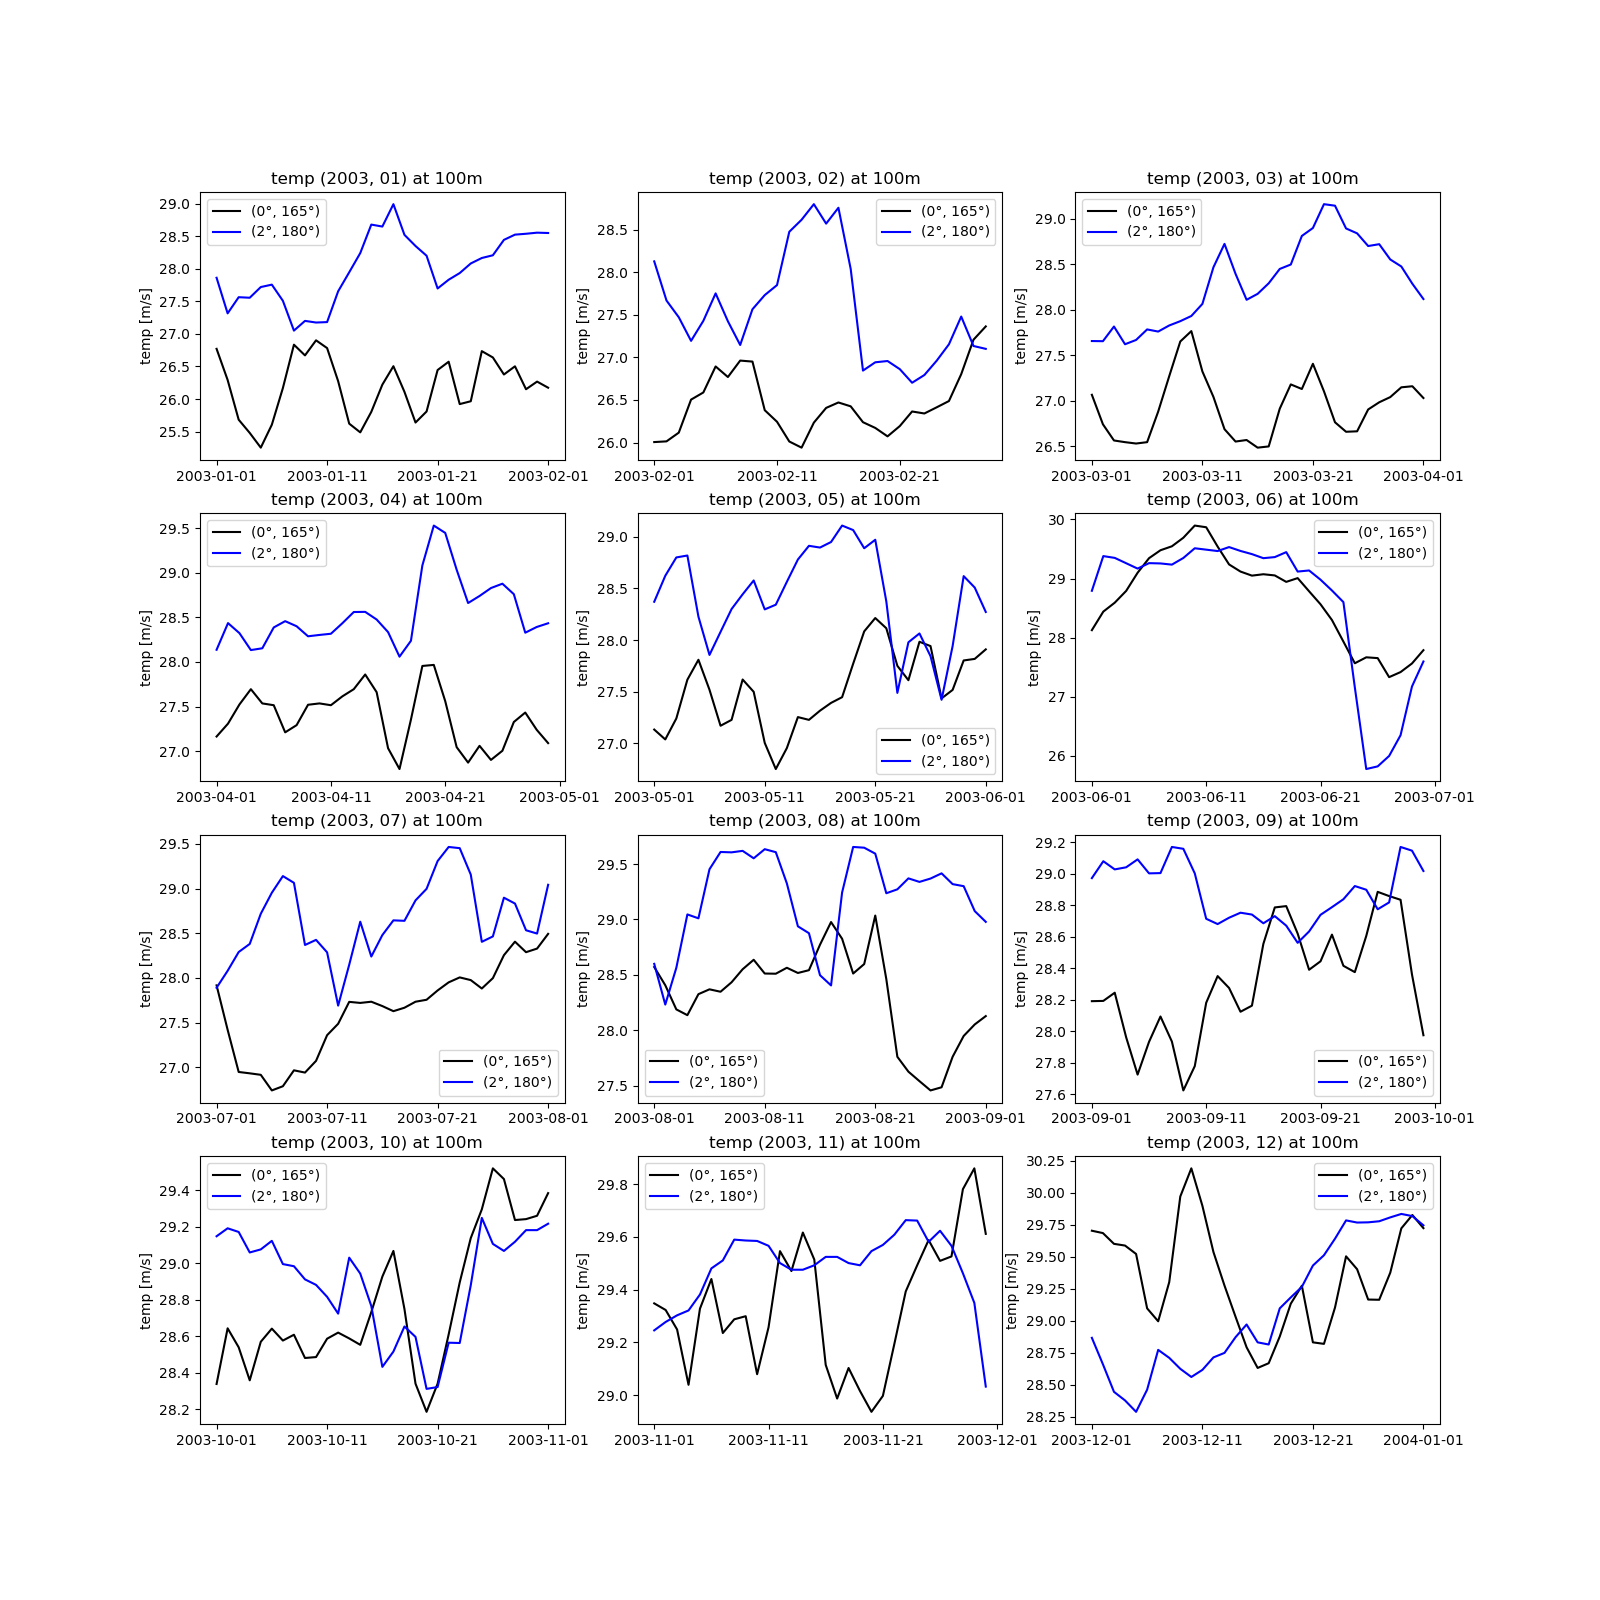 temp (2003, 01) at 100m
temp [m/s]
29.0
28.5
28.0
27.5
27.0
26.5
26.0
25.5
(0°, 165°)
(2°, 180°)
2003-01-01 2003-01-11 2003-01-21 2003-02-01
temp (2003, 02) at 100m
temp [m/s]
28.5
28.0
27.5
27.0
26.5
26.0
(0°, 165°)
(2°, 180°)
2003-02-01 2003-02-11 2003-02-21
temp (2003, 03) at 100m
temp [m/s]
29.0
28.5
28.0
27.5
27.0
26.5
(0°, 165°)
(2°, 180°)
2003-03-01 2003-03-11 2003-03-21 2003-04-01
temp (2003, 04) at 100m
temp [m/s]
29.5
29.0
28.5
28.0
27.5
27.0
(0°, 165°)
(2°, 180°)
2003-04-01 2003-04-11 2003-04-21 2003-05-01
temp (2003, 05) at 100m
temp [m/s]
29.0
28.5
28.0
27.5
27.0
(0°, 165°)
(2°, 180°)
2003-05-01 2003-05-11 2003-05-21 2003-06-01
temp (2003, 06) at 100m
temp [m/s]
30
29
28
27
26
(0°, 165°)
(2°, 180°)
2003-06-01 2003-06-11 2003-06-21 2003-07-01
temp (2003, 07) at 100m
temp [m/s]
29.5
29.0
28.5
28.0
27.5
27.0
(0°, 165°)
(2°, 180°)
2003-07-01 2003-07-11 2003-07-21 2003-08-01
temp (2003, 08) at 100m
temp [m/s]
29.5
29.0
28.5
28.0
27.5
(0°, 165°)
(2°, 180°)
2003-08-01 2003-08-11 2003-08-21 2003-09-01
temp (2003, 09) at 100m
temp [m/s]
29.2
29.0
28.8
28.6
28.4
28.2
28.0
27.8
27.6
(0°, 165°)
(2°, 180°)
2003-09-01 2003-09-11 2003-09-21 2003-10-01
temp (2003, 10) at 100m
temp [m/s]
29.4
29.2
29.0
28.8
28.6
28.4
28.2
(0°, 165°)
(2°, 180°)
2003-10-01 2003-10-11 2003-10-21 2003-11-01
temp (2003, 11) at 100m
temp [m/s]
29.8
29.6
29.4
29.2
29.0
(0°, 165°)
(2°, 180°)
2003-11-01 2003-11-11 2003-11-21 2003-12-01
temp (2003, 12) at 100m
temp [m/s]
30.25
30.00
29.75
29.50
29.25
29.00
28.75
28.50
28.25
(0°, 165°)
(2°, 180°)
2003-12-01 2003-12-11 2003-12-21 2004-01-01